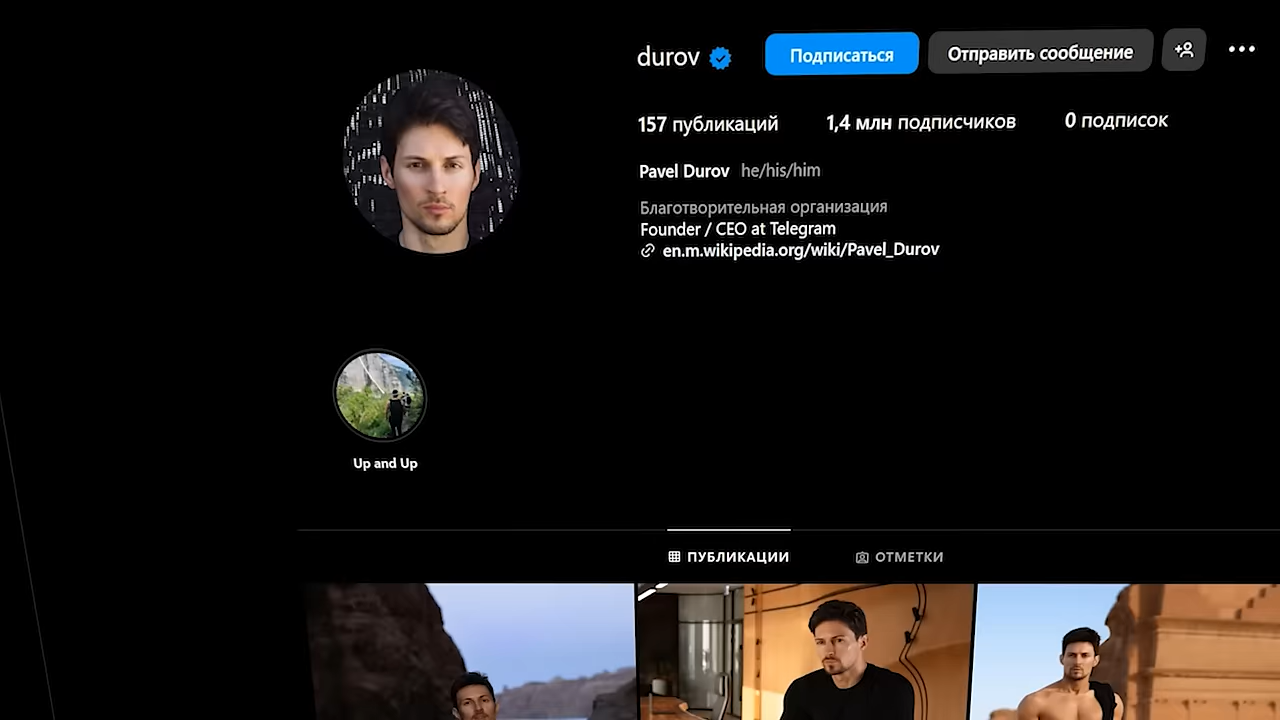 durov
Подписаться
Отправить сообщение
157 публикаций
1,4 млн подписчиков
0 подписок
Pavel Durov he/his/him
Благотворительная организация
Founder / CEO at Telegram
en.m.wikipedia.org/wiki/Pavel_Durov
Up and Up
ПУБЛИКАЦИИ
ОТМЕТКИ